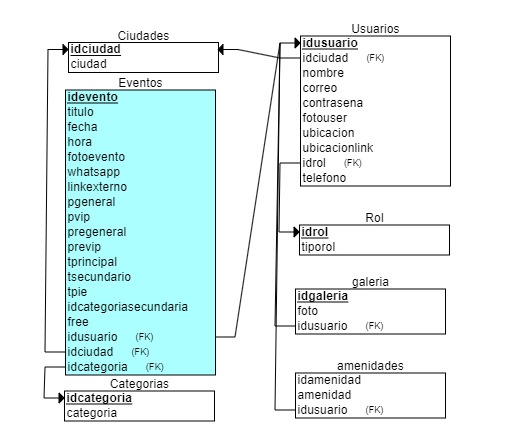 Ciudades
idciudad
ciudad
Eventos
idevento
titulo
fecha
hora
fotoevento
whatsapp
linkexterno
pgeneral
pvip
pregeneral
previp
tprincipal
tsecundario
tpie
idcategoriasecundaria
free
idusuario (FK)
idciudad (FK)
idcategoria (FK)
Categorias
idcategoria
categoria
Usuarios
idusuario
idciudad (FK)
nombre
correo
contrasena
fotouser
ubicacion
ubicacionlink
idrol (FK)
telefono
Rol
idrol
tiporol
galeria
idgaleria
foto
idusuario (FK)
amenidades
idamenidad
amenidad
idusuario (FK)